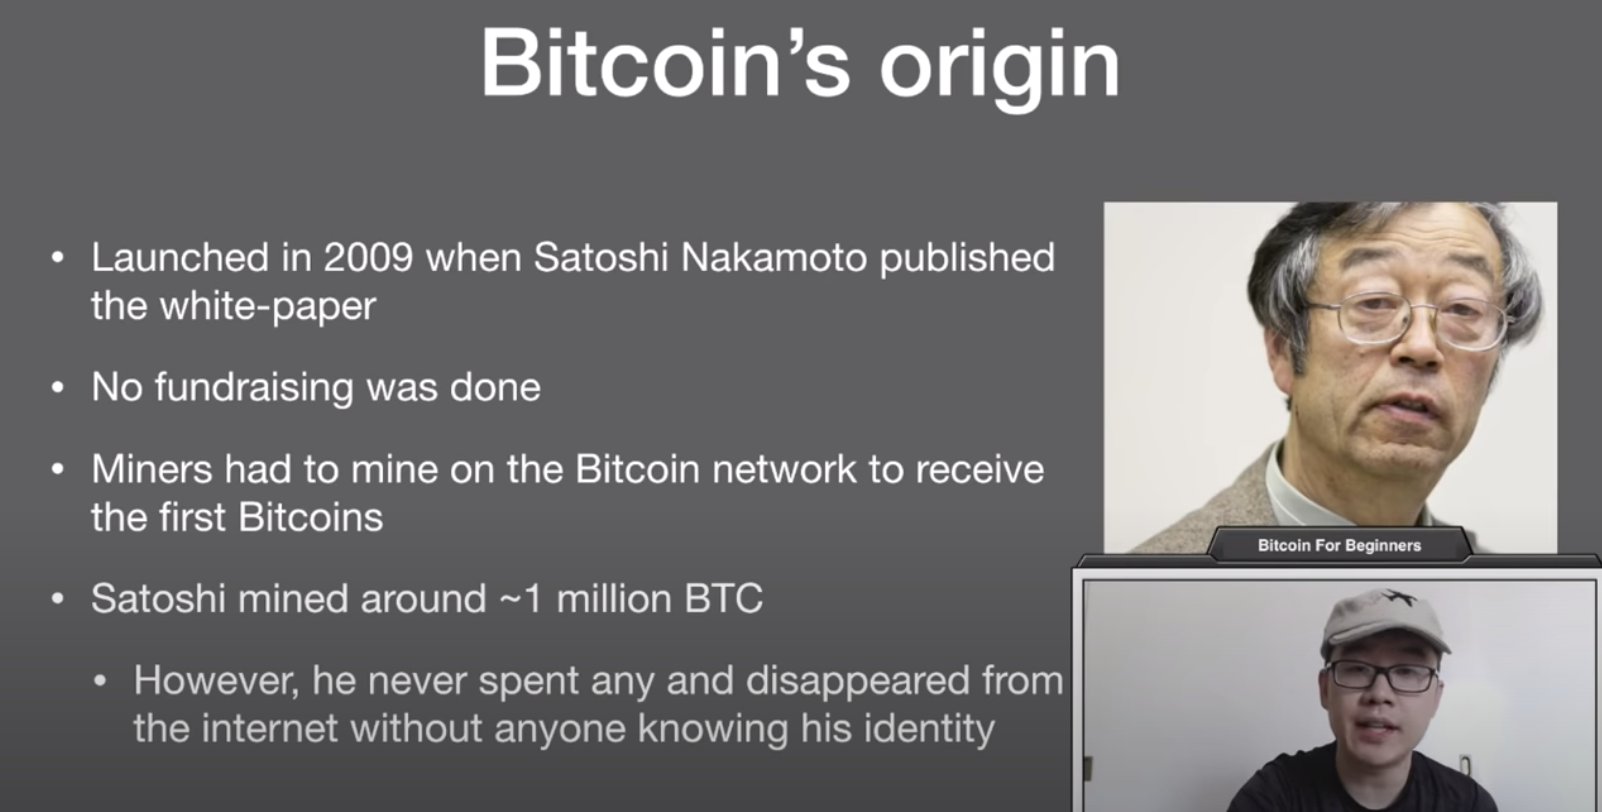 Bitcoin’s origin
• Launched in 2009 when Satoshi Nakamoto published
the white-paper
• No fundraising was done
• Miners had to mine on the Bitcoin network to receive
the first Bitcoins
• Satoshi mined around ~1 million BTC
• However, he never spent any and disappeared from
the internet without anyone knowing his identity
Bitcoin For Beginners